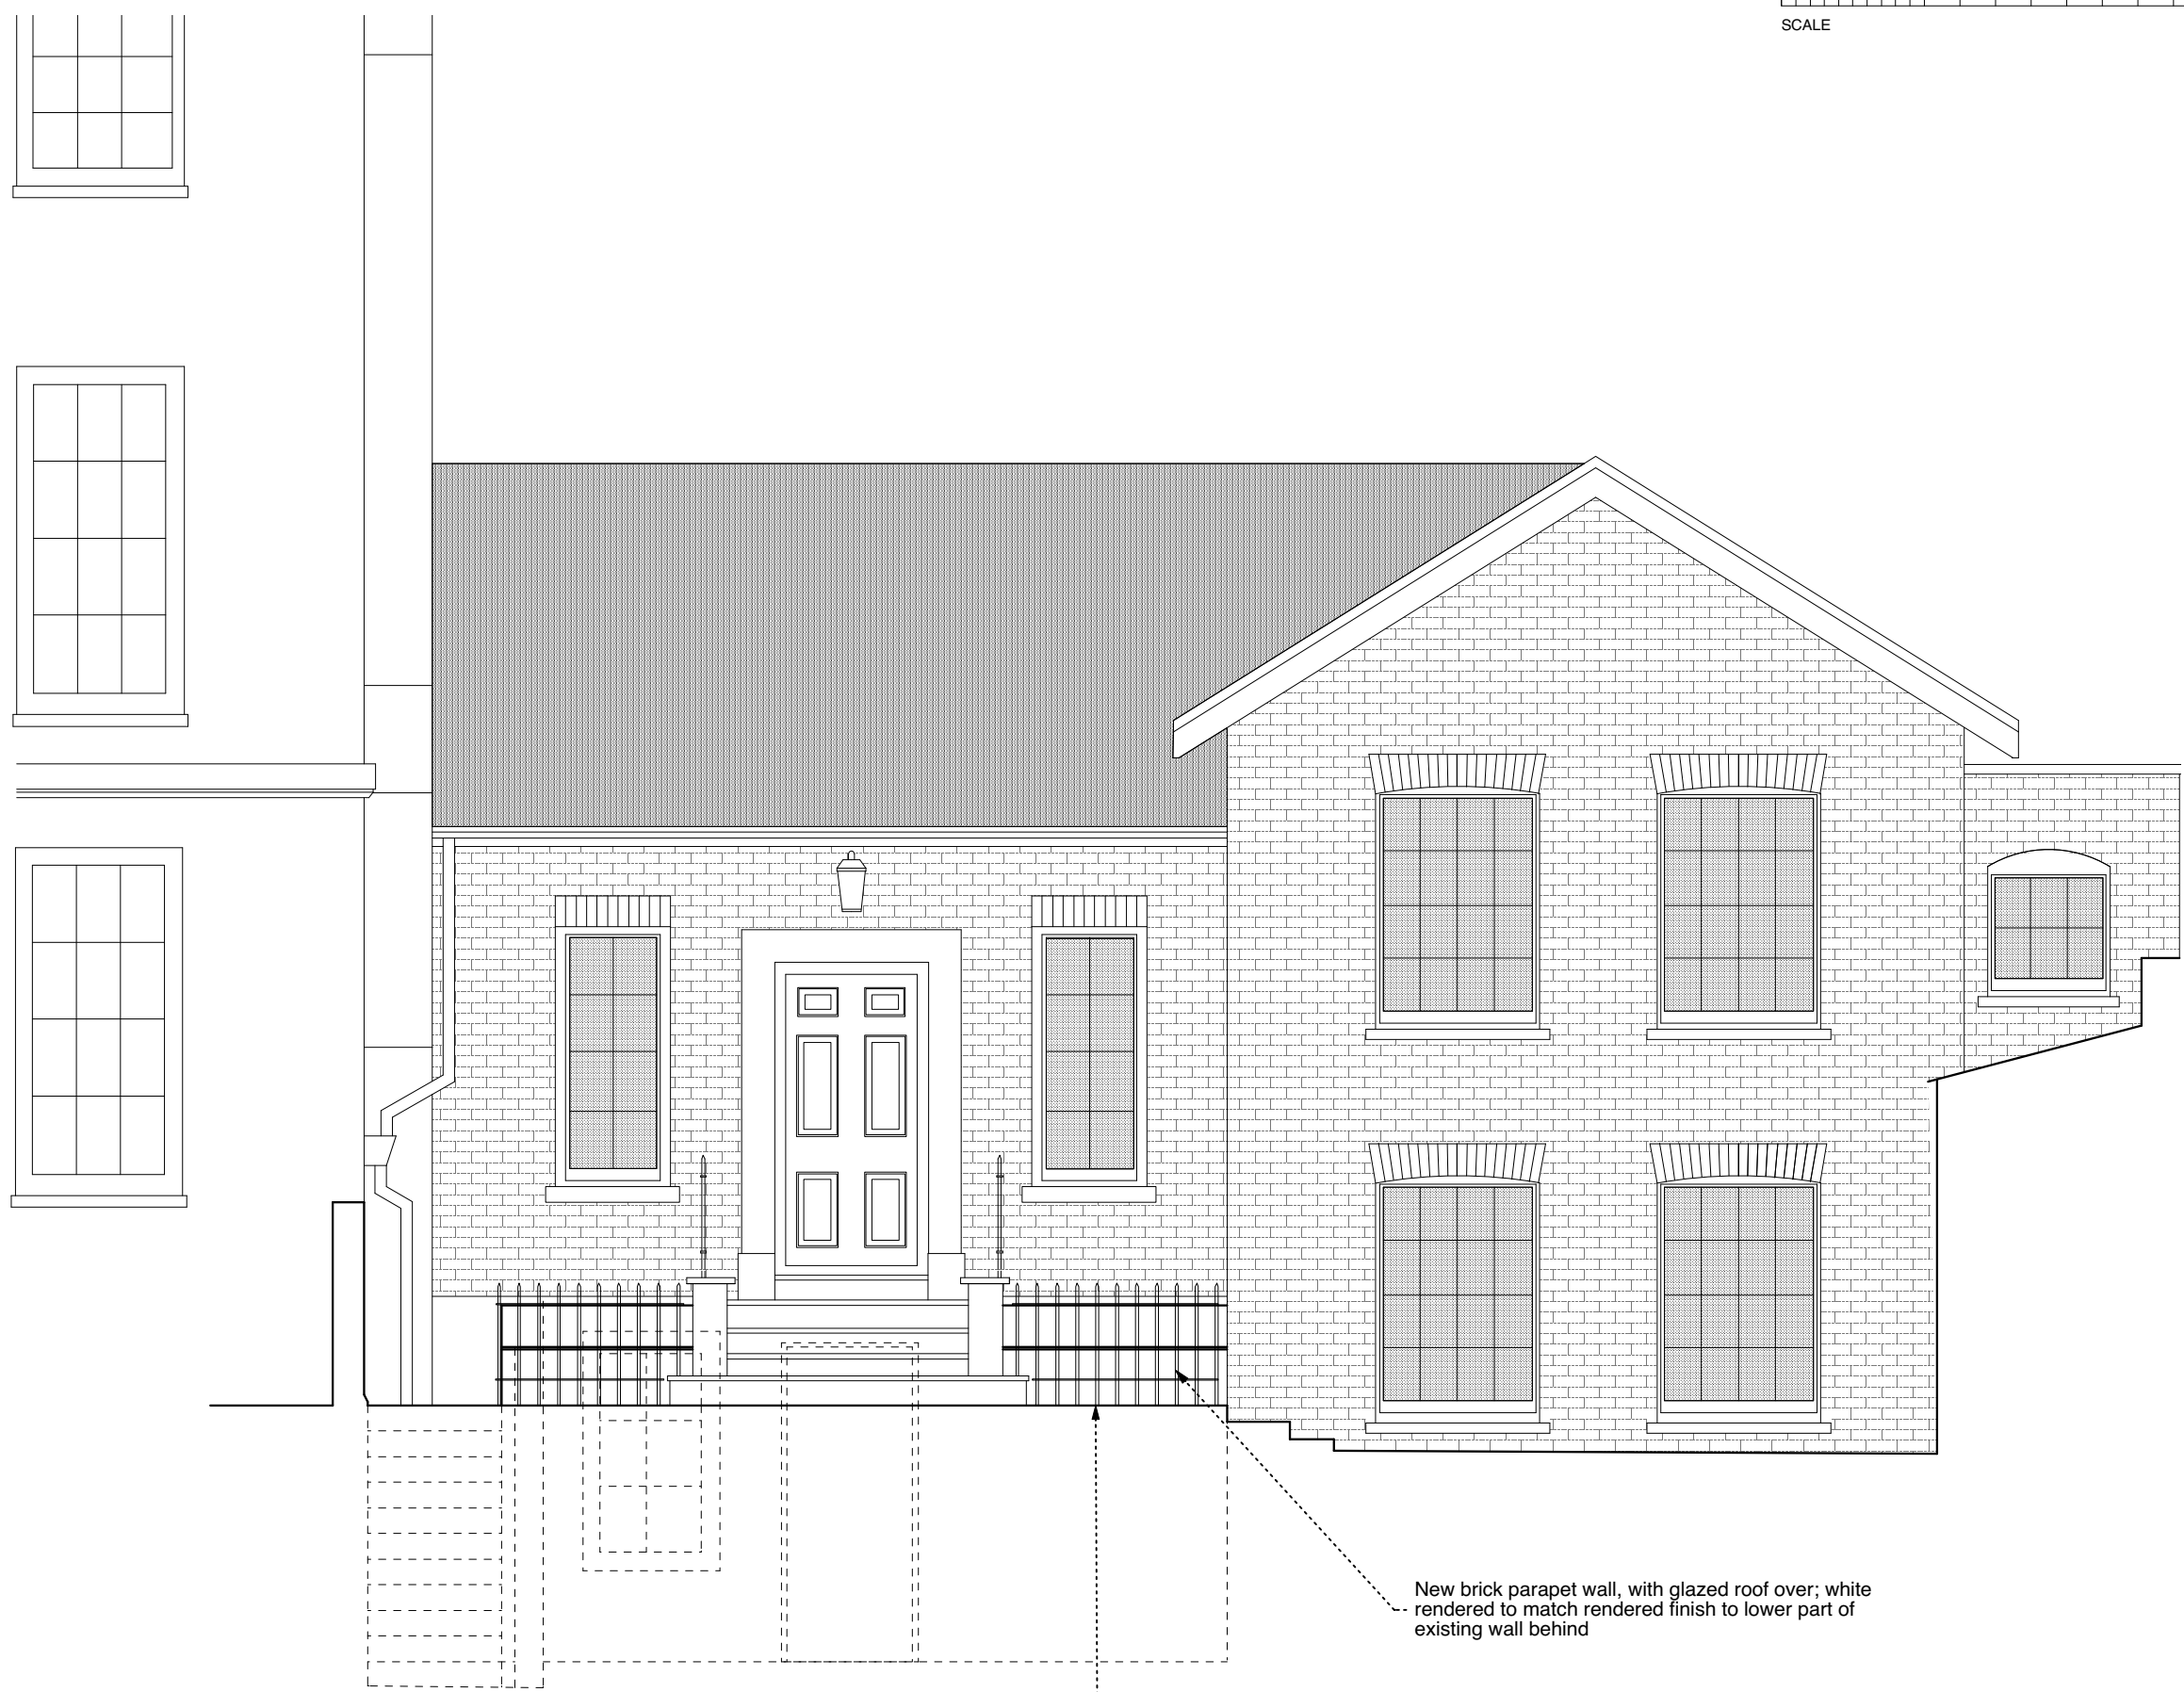 SCALE
New brick parapet wall, with glazed roof over; white
rendered to match rendered finish to lower part of
existing wall behind